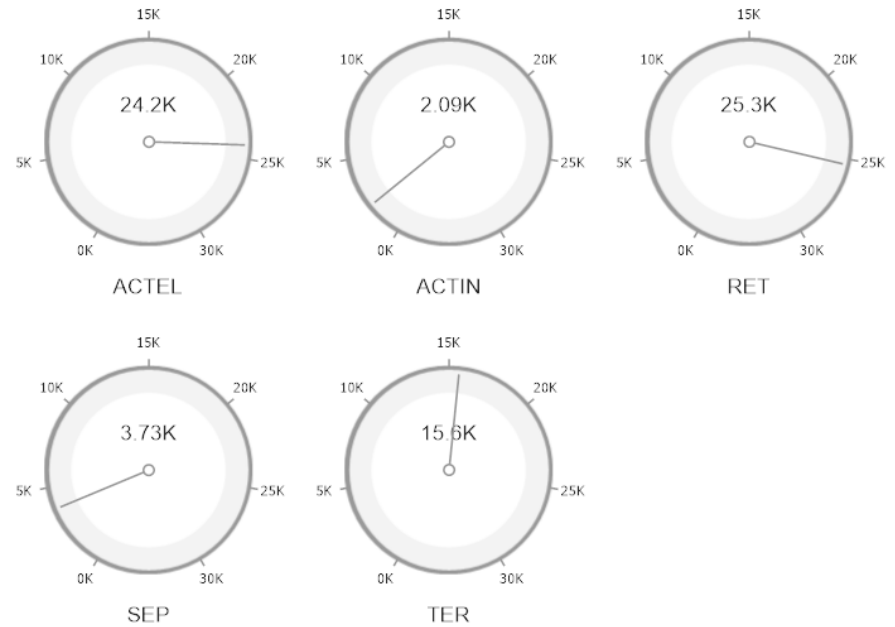 15K 15K 15K
10K 20K 10K 20K 10K 20K
24.2K 2.09K 25.3K
5K 25K 5K 25K 5K 25K
0K 30K 0K 30K 0K 30K
ACTEL ACTIN RET
15K 15K
10K 20K 10K 20K
3.73K 15.6K
5K 25K 5K 25K
0K 30K 0K 30K
SEP TER